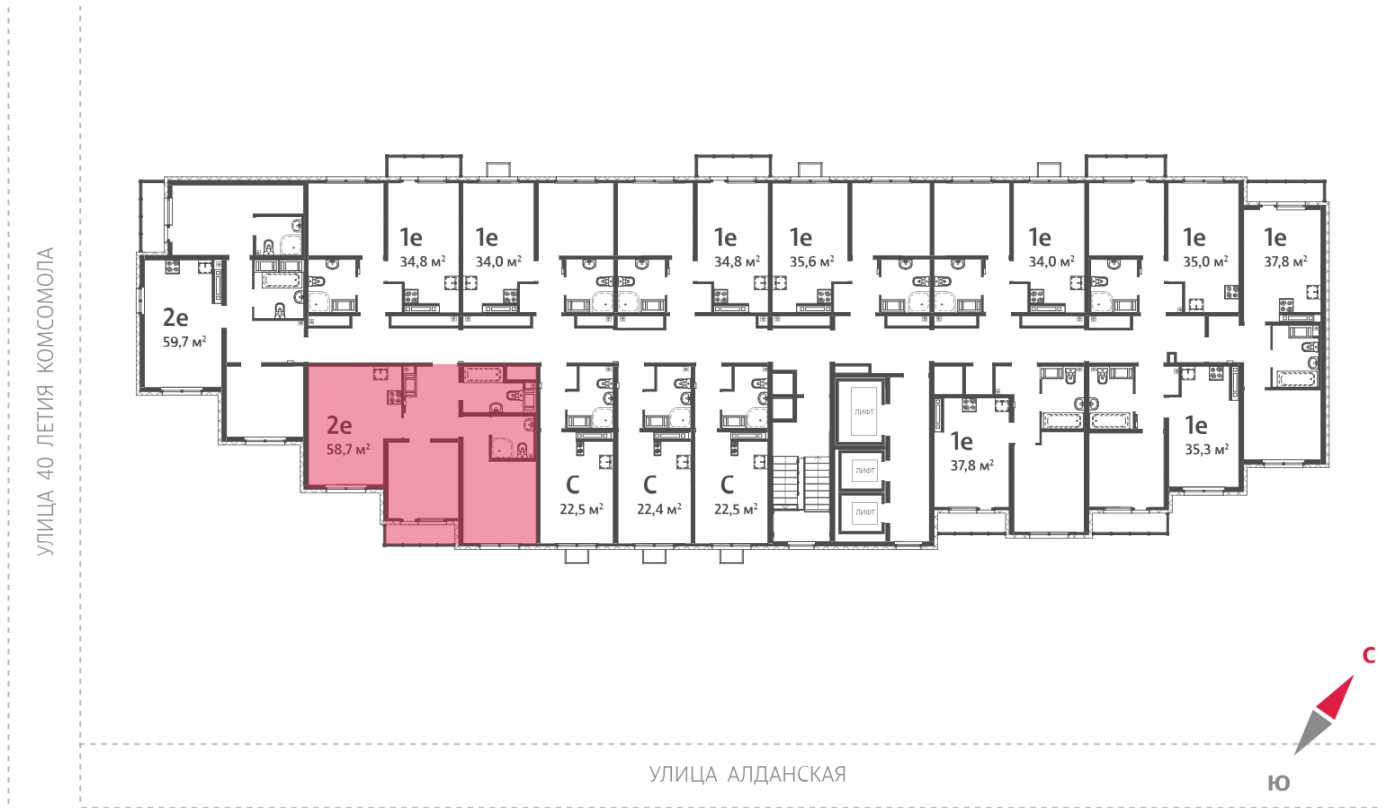 УЛИЦА 40 ЛЕТИЯ КОМСОМОЛА
1е
34,8 м²
1е
34,0 м²
1е
34,8 м²
1е
35,6 м²
1е
34,0 м²
1е
35,0 м²
1е
37,8 м²
2е
59,7 м²
2е
58,7 м²
С
22,5 м²
С
22,4 м²
С
22,5 м²
ЛИФТ
ЛИФТ
ЛИФТ
1е
37,8 м²
1е
35,3 м²
С
Ю
УЛИЦА АЛДАНСКАЯ